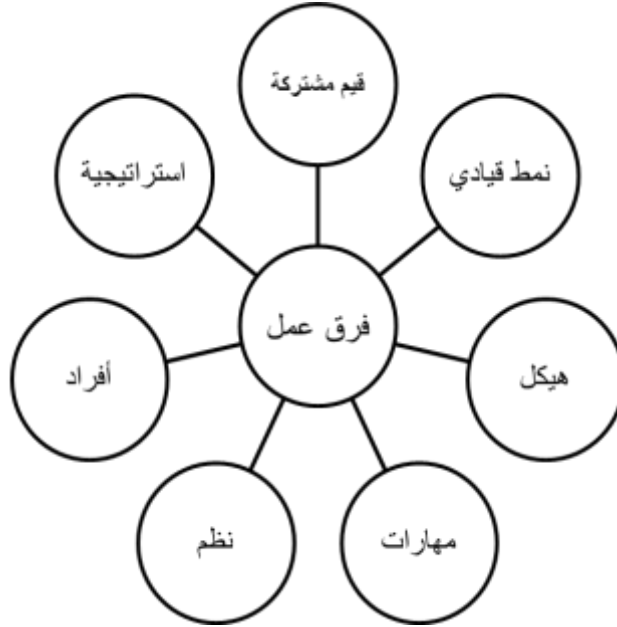 قيم مشتركة
نمط قيادي
استراتيجية
فرق عمل
هيكل
أفراد
مهارات
نظم